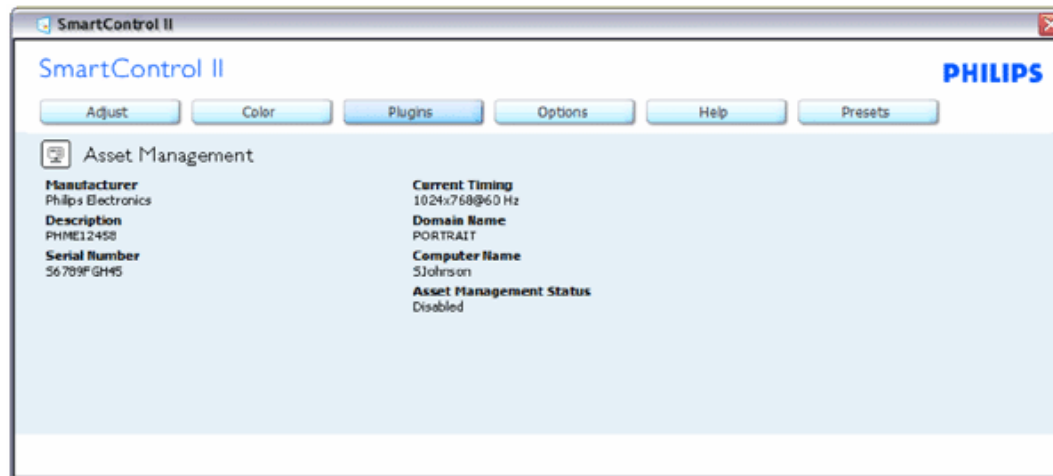 SmartControl II
SmartControl II
PHILIPS
Adjust
Color
Plugins
Options
Help
Presets
Asset Management
Manufacturer
Philips Electronics
Description
PHME12458
Serial Number
56789FGH45
Current Timing
1024x768@60 Hz
Domain Name
PORTRAIT
Computer Name
SJohnson
Asset Management Status
Disabled